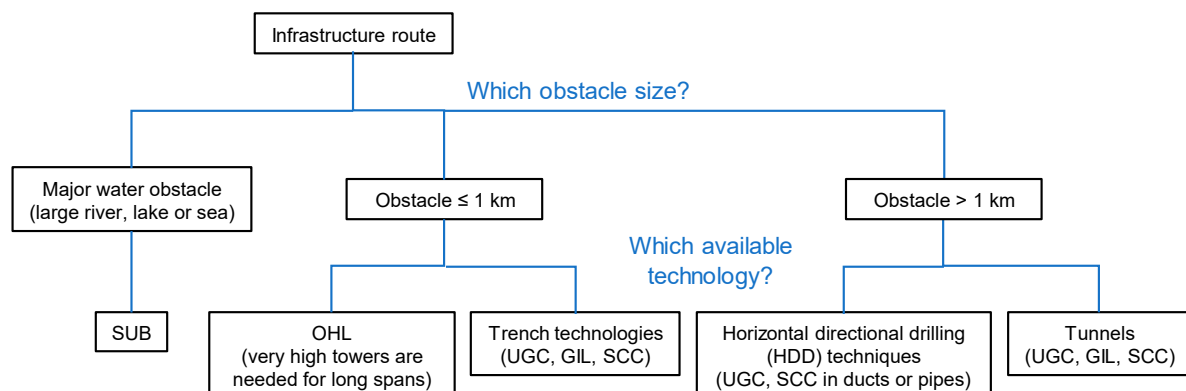 Infrastructure route
Which obstacle size?
Major water obstacle
(large river, lake or sea)
Obstacle ≤ 1 km
Obstacle > 1 km
Which available
technology?
SUB
OHL
(very high towers are
needed for long spans)
Trench technologies
(UGC, GIL, SCC)
Horizontal directional drilling
(HDD) techniques
(UGC, SCC in ducts or pipes)
Tunnels
(UGC, GIL, SCC)